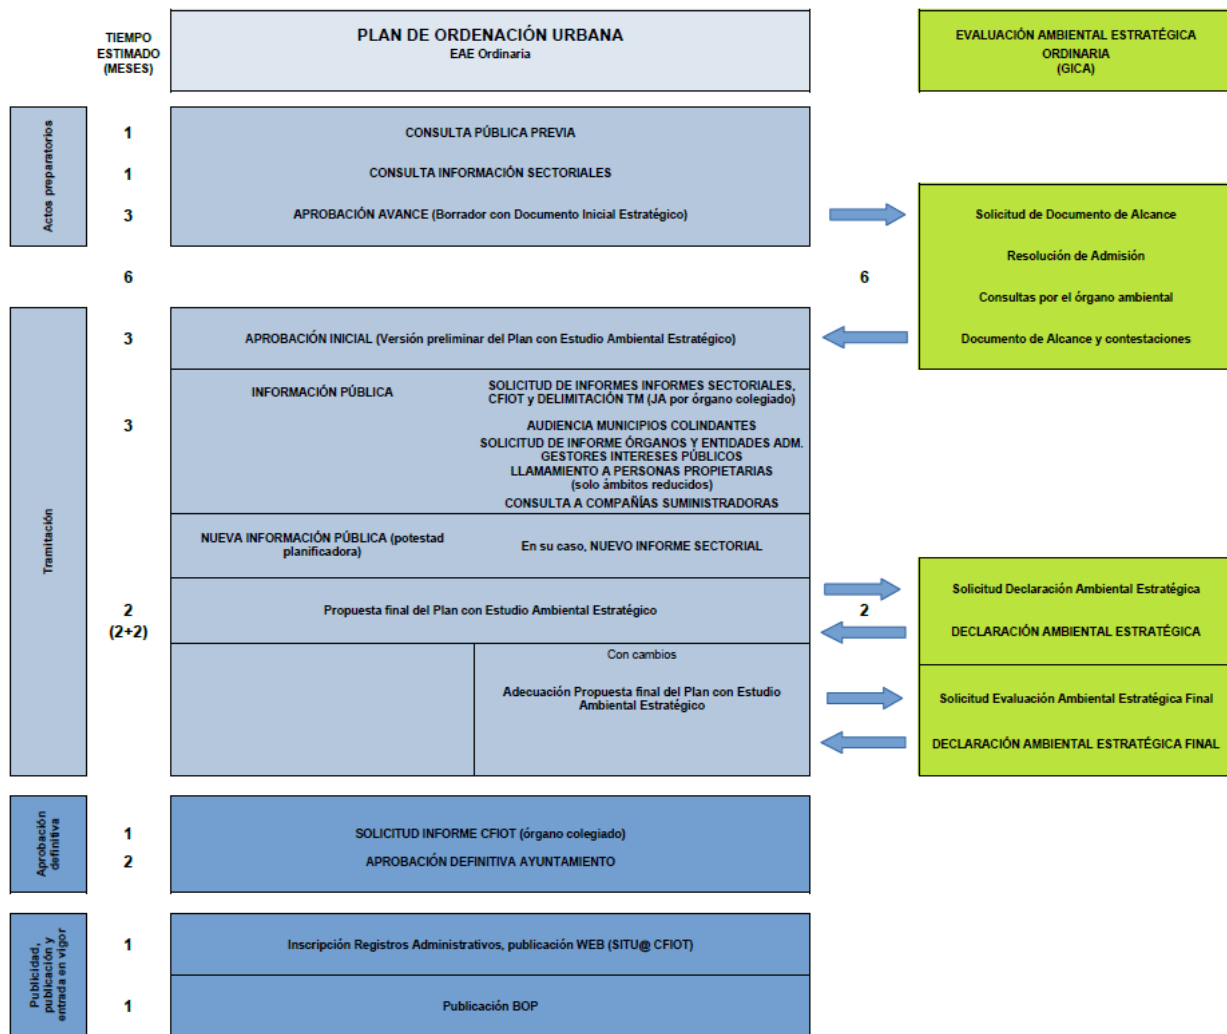 TIEMPO
ESTIMADO
(MESES)
PLAN DE ORDENACIÓN URBANA
EAE Ordinaria
EVALUACIÓN AMBIENTAL ESTRATÉGICA
ORDINARIA
(GICA)
Actos preparatorios
1
CONSULTA PÚBLICA PREVIA
1
CONSULTA INFORMACIÓN SECTORIALES
3
APROBACIÓN AVANCE (Borrador con Documento Inicial Estratégico)
Solicitud de Documento de Alcance
Resolución de Admisión
6
6
Consultas por el órgano ambiental
Tramitación
3
APROBACIÓN INICIAL (Versión preliminar del Plan con Estudio Ambiental Estratégico)
Documento de Alcance y contestaciones
3
INFORMACIÓN PÚBLICA
SOLICITUD DE INFORMES INFORMES SECTORIALES,
CFIOT y DELIMITACIÓN TM (JA por órgano colegiado)
AUDIENCIA MUNICIPIOS COLINDANTES
SOLICITUD DE INFORME ÓRGANOS Y ENTIDADES ADM.
GESTORES INTERESES PÚBLICOS
LLAMAMIENTO A PERSONAS PROPIETARIAS
(solo ámbitos reducidos)
CONSULTA A COMPAÑÍAS SUMINISTRADORAS
NUEVA INFORMACIÓN PÚBLICA (potestad
planificadora)
En su caso, NUEVO INFORME SECTORIAL
2
(2+2)
Propuesta final del Plan con Estudio Ambiental Estratégico
2
Solicitud Declaración Ambiental Estratégica
DECLARACIÓN AMBIENTAL ESTRATÉGICA
Con cambios
Adecuación Propuesta final del Plan con Estudio
Ambiental Estratégico
Solicitud Evaluación Ambiental Estratégica Final
DECLARACIÓN AMBIENTAL ESTRATÉGICA FINAL
Aprobación
definitiva
1
SOLICITUD INFORME CFIOT (órgano colegiado)
2
APROBACIÓN DEFINITIVA AYUNTAMIENTO
Publicidad,
publicación y
entrada en vigor
1
Inscripción Registros Administrativos, publicación WEB (SITU@ CFIOT)
1
Publicación BOP